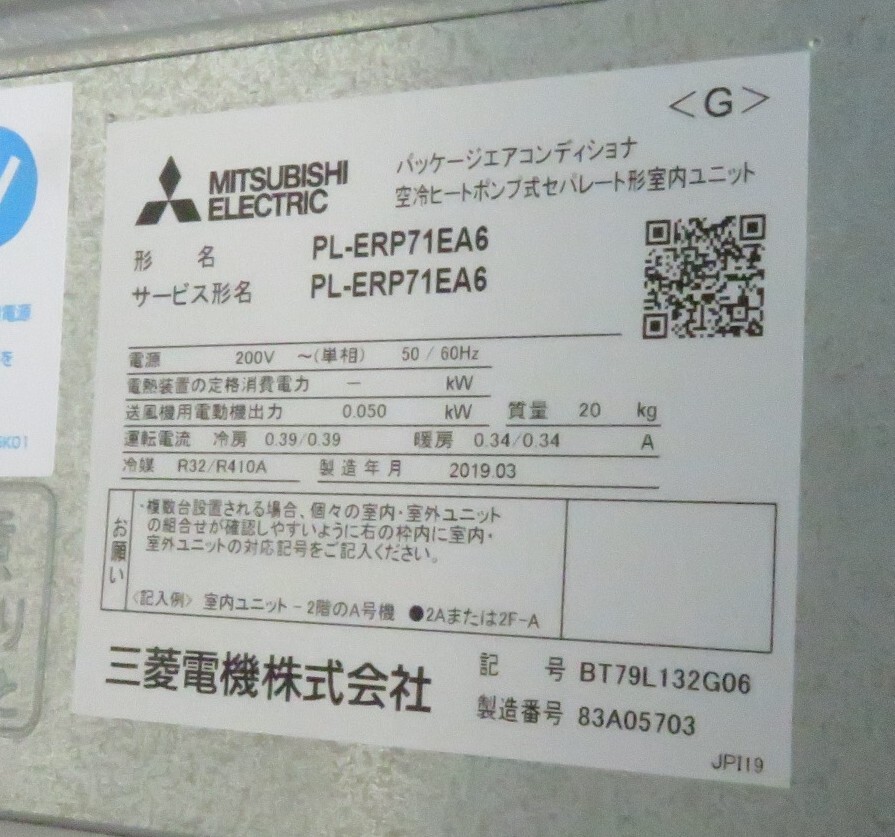 <G>
MITSUBISHI
ELECTRIC
パッケージエアコンディショナ
空冷ヒートポンプ式セパレート形室内ユニット
形 名 PL-ERP71EA6
サービス形名 PL-ERP71EA6
電源 200V ～(単相) 50 / 60Hz
電熱装置の定格消費電力 － kW
送風機用電動機出力 0.050 kW 質量 20 kg
運転電流 冷房 0.39/0.39 暖房 0.34/0.34 A
冷媒 R32/R410A 製造年月 2019.03
お願い
・複数台設置される場合、個々の室内・室外ユニット
の組合せが確認しやすいように右の枠内に室内・
室外ユニットの対応記号をご記入ください。
〈記入例〉 室内ユニット－2階のA号機 ●2Aまたは2F-A
三菱電機株式会社
記 号 BT79L132G06
製造番号 83A05703
JPI19
電源
を
K01